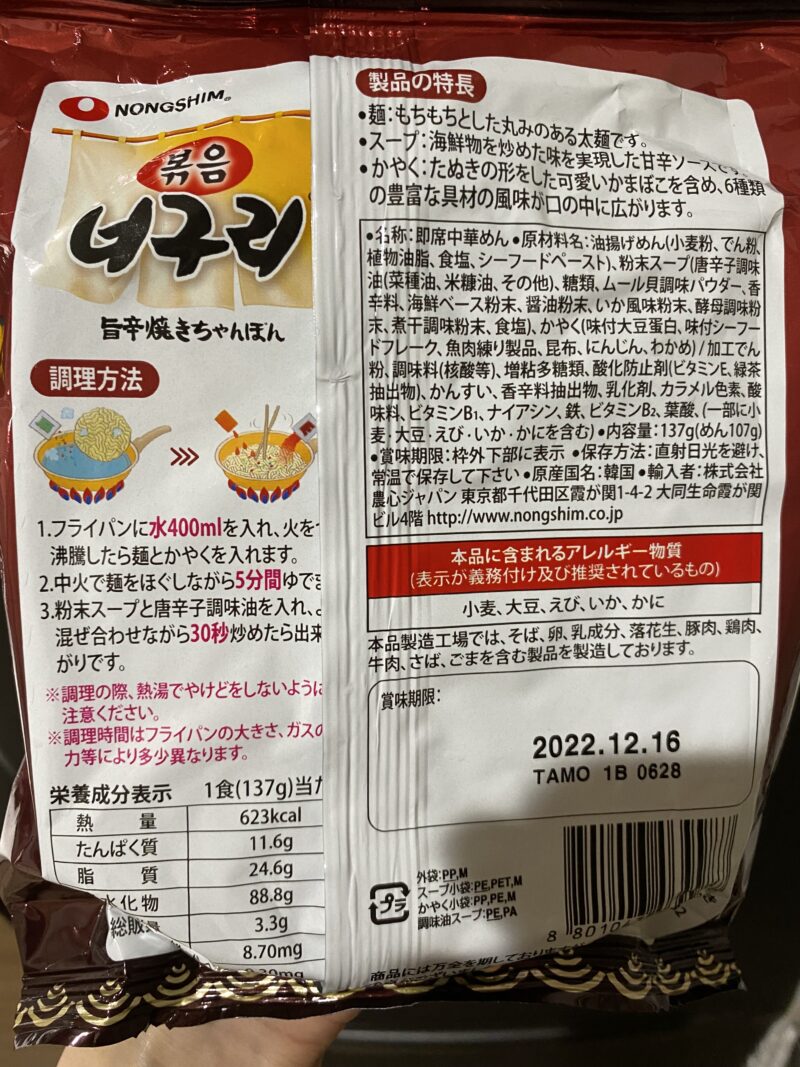 NONGSHIM
볶음
너구리
旨辛焼きちゃんぽん
調理方法
1.フライパンに水400mlを入れ、火を
沸騰したら麺とかやくを入れます。
2.中火で麺をほぐしながら5分間ゆで
3.粉末スープと唐辛子調味油を入れ、
混ぜ合わせながら30秒炒めたら出来
がりです。
※調理の際、熱湯でやけどをしないように
注意ください。
※調理時間はフライパンの大きさ、ガスの
力等により多少異なります。
栄養成分表示 1食(137g)当た
熱 量 623kcal
たんぱく質 11.6g
脂 質 24.6g
水化物 88.8g
3.3g
8.70mg
製品の特長
•麺:もちもちとした丸みのある太麺です。
•スープ:海鮮物を炒めた味を実現した甘辛ソースです。
•かやく:たぬきの形をした可愛いかまぼこを含め、6種類
の豊富な具材の風味が口の中に広がります。
•名称:即席中華めん •原材料名:油揚げめん(小麦粉、でん粉、
植物油脂、食塩、シーフードペースト)、粉末スープ(唐辛子調味
油(菜種油、米糠油、その他)、糖類、ムール貝調味パウダー、香
辛料、海鮮ベース粉末、醤油粉末、いか風味粉末、酵母調味粉
末、煮干調味粉末、食塩)、かやく(味付大豆蛋白、味付シーフー
ドフレーク、魚肉練り製品、昆布、にんじん、わかめ)/加工でん
粉、調味料(核酸等)、増粘多糖類、酸化防止剤(ビタミンE、緑茶
抽出物)、かんすい、香辛料抽出物、乳化剤、カラメル色素、酸
味料、ビタミンB₁、ナイアシン、鉄、ビタミンB₂、葉酸、(一部に小
麦・大豆・えび・いか・かにを含む) •内容量:137g(めん107g)
•賞味期限:枠外下部に表示 •保存方法:直射日光を避け、
常温で保存して下さい •原産国名:韓国 •輸入者:株式会社
農心ジャパン 東京都千代田区霞が関1-4-2 大同生命霞が関
ビル4階 http://www.nongshim.co.jp
本品に含まれるアレルギー物質
(表示が義務付け及び推奨されているもの)
小麦、大豆、えび、いか、かに
本品製造工場では、そば、卵、乳成分、落花生、豚肉、鶏肉、
牛肉、さば、ごまを含む製品を製造しております。
賞味期限:
2022.12.16
TAMO 1B 0628
プラ
外袋:PP,M
スープ小袋:PE,PET,M
かやく小袋:PP,PE,M
調味油スープ:PE,PA
8 80104
商品には万全を期しております